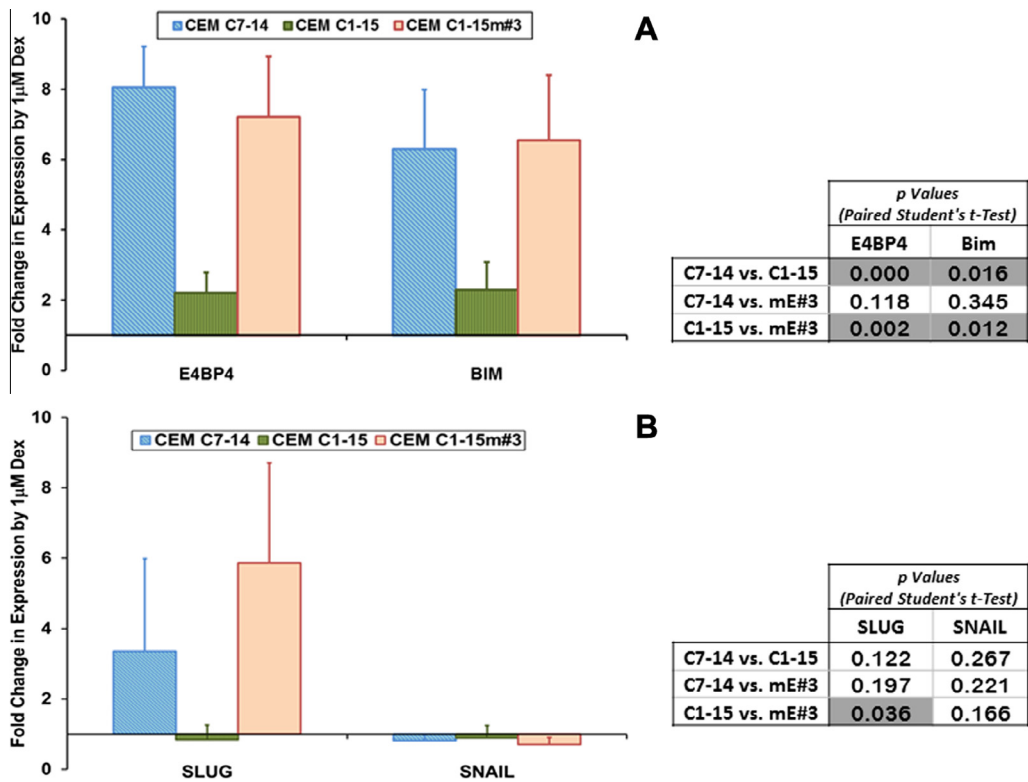 CEM C7-14 CEM C1-15 CEM C1-15m#3
A
Fold Change in Expression by 1µM Dex
10
8
6
4
2
0
E4BP4 BIM
p Values
(Paired Student's t-Test)
E4BP4 Bim
C7-14 vs. C1-15 0.000 0.016
C7-14 vs. mE#3 0.118 0.345
C1-15 vs. mE#3 0.002 0.012
B
CEM C7-14 CEM C1-15 CEM C1-15m#3
Fold Change in Expression by 1µM Dex
10
8
6
4
2
0
SLUG SNAIL
p Values
(Paired Student's t-Test)
SLUG SNAIL
C7-14 vs. C1-15 0.122 0.267
C7-14 vs. mE#3 0.197 0.221
C1-15 vs. mE#3 0.036 0.166